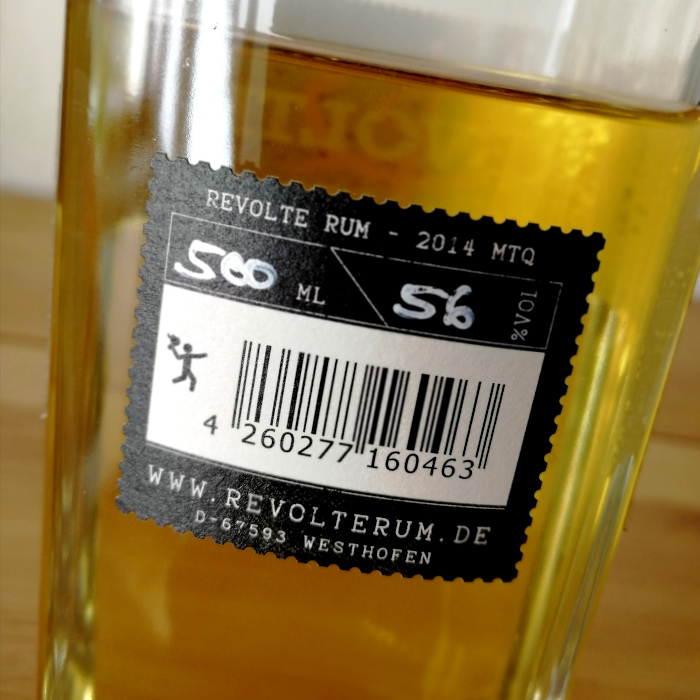 REVOLTE RUM - 2014 MTQ
500 ML
56 %VOL
4 260277 160463
WWW.REVOLTERUM.DE
D-67593 WESTHOFEN